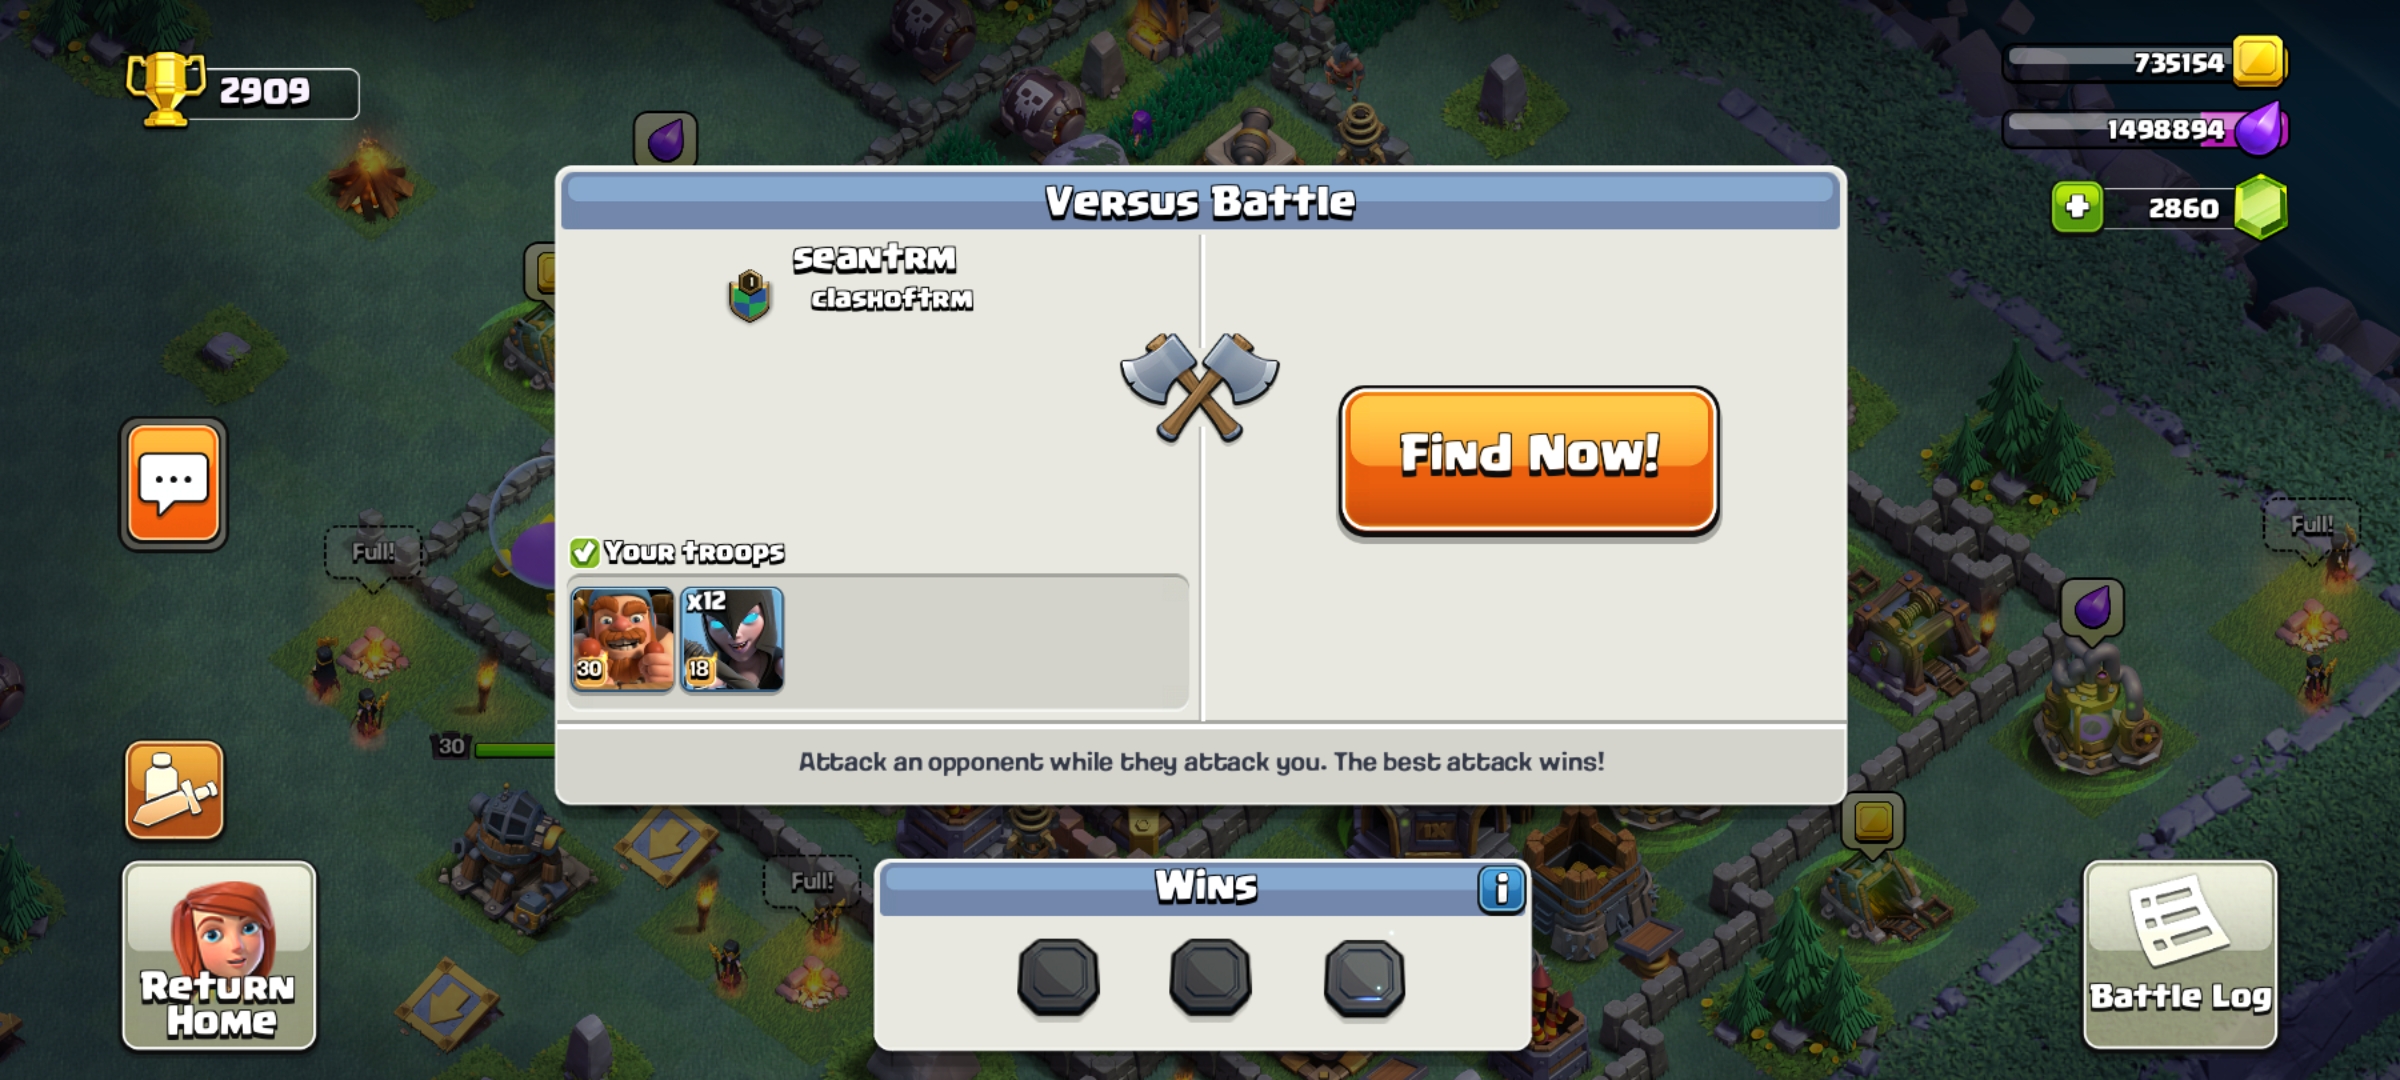 2909
735154
1498894
2860
Versus Battle
seantrm
clashoftrm
1
Find Now!
Full!
Full!
Your troops
x12
30
18
30
Attack an opponent while they attack you. The best attack wins!
Full!
Wins
i
Return
Home
Battle Log